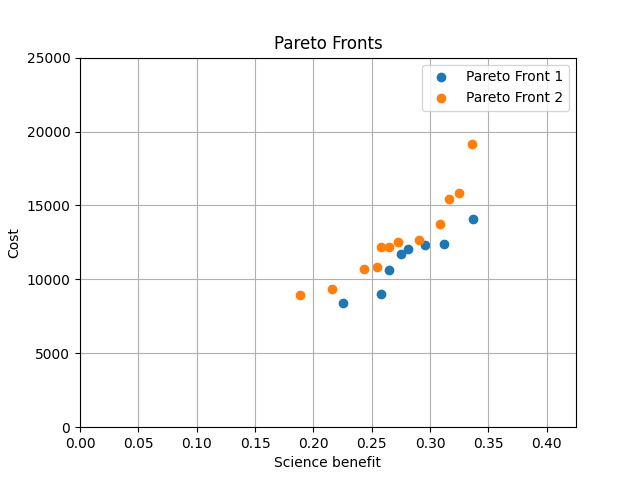 Pareto Fronts
25000
20000
15000
10000
5000
0
Cost
Pareto Front 1
Pareto Front 2
0.00 0.05 0.10 0.15 0.20 0.25 0.30 0.35 0.40
Science benefit